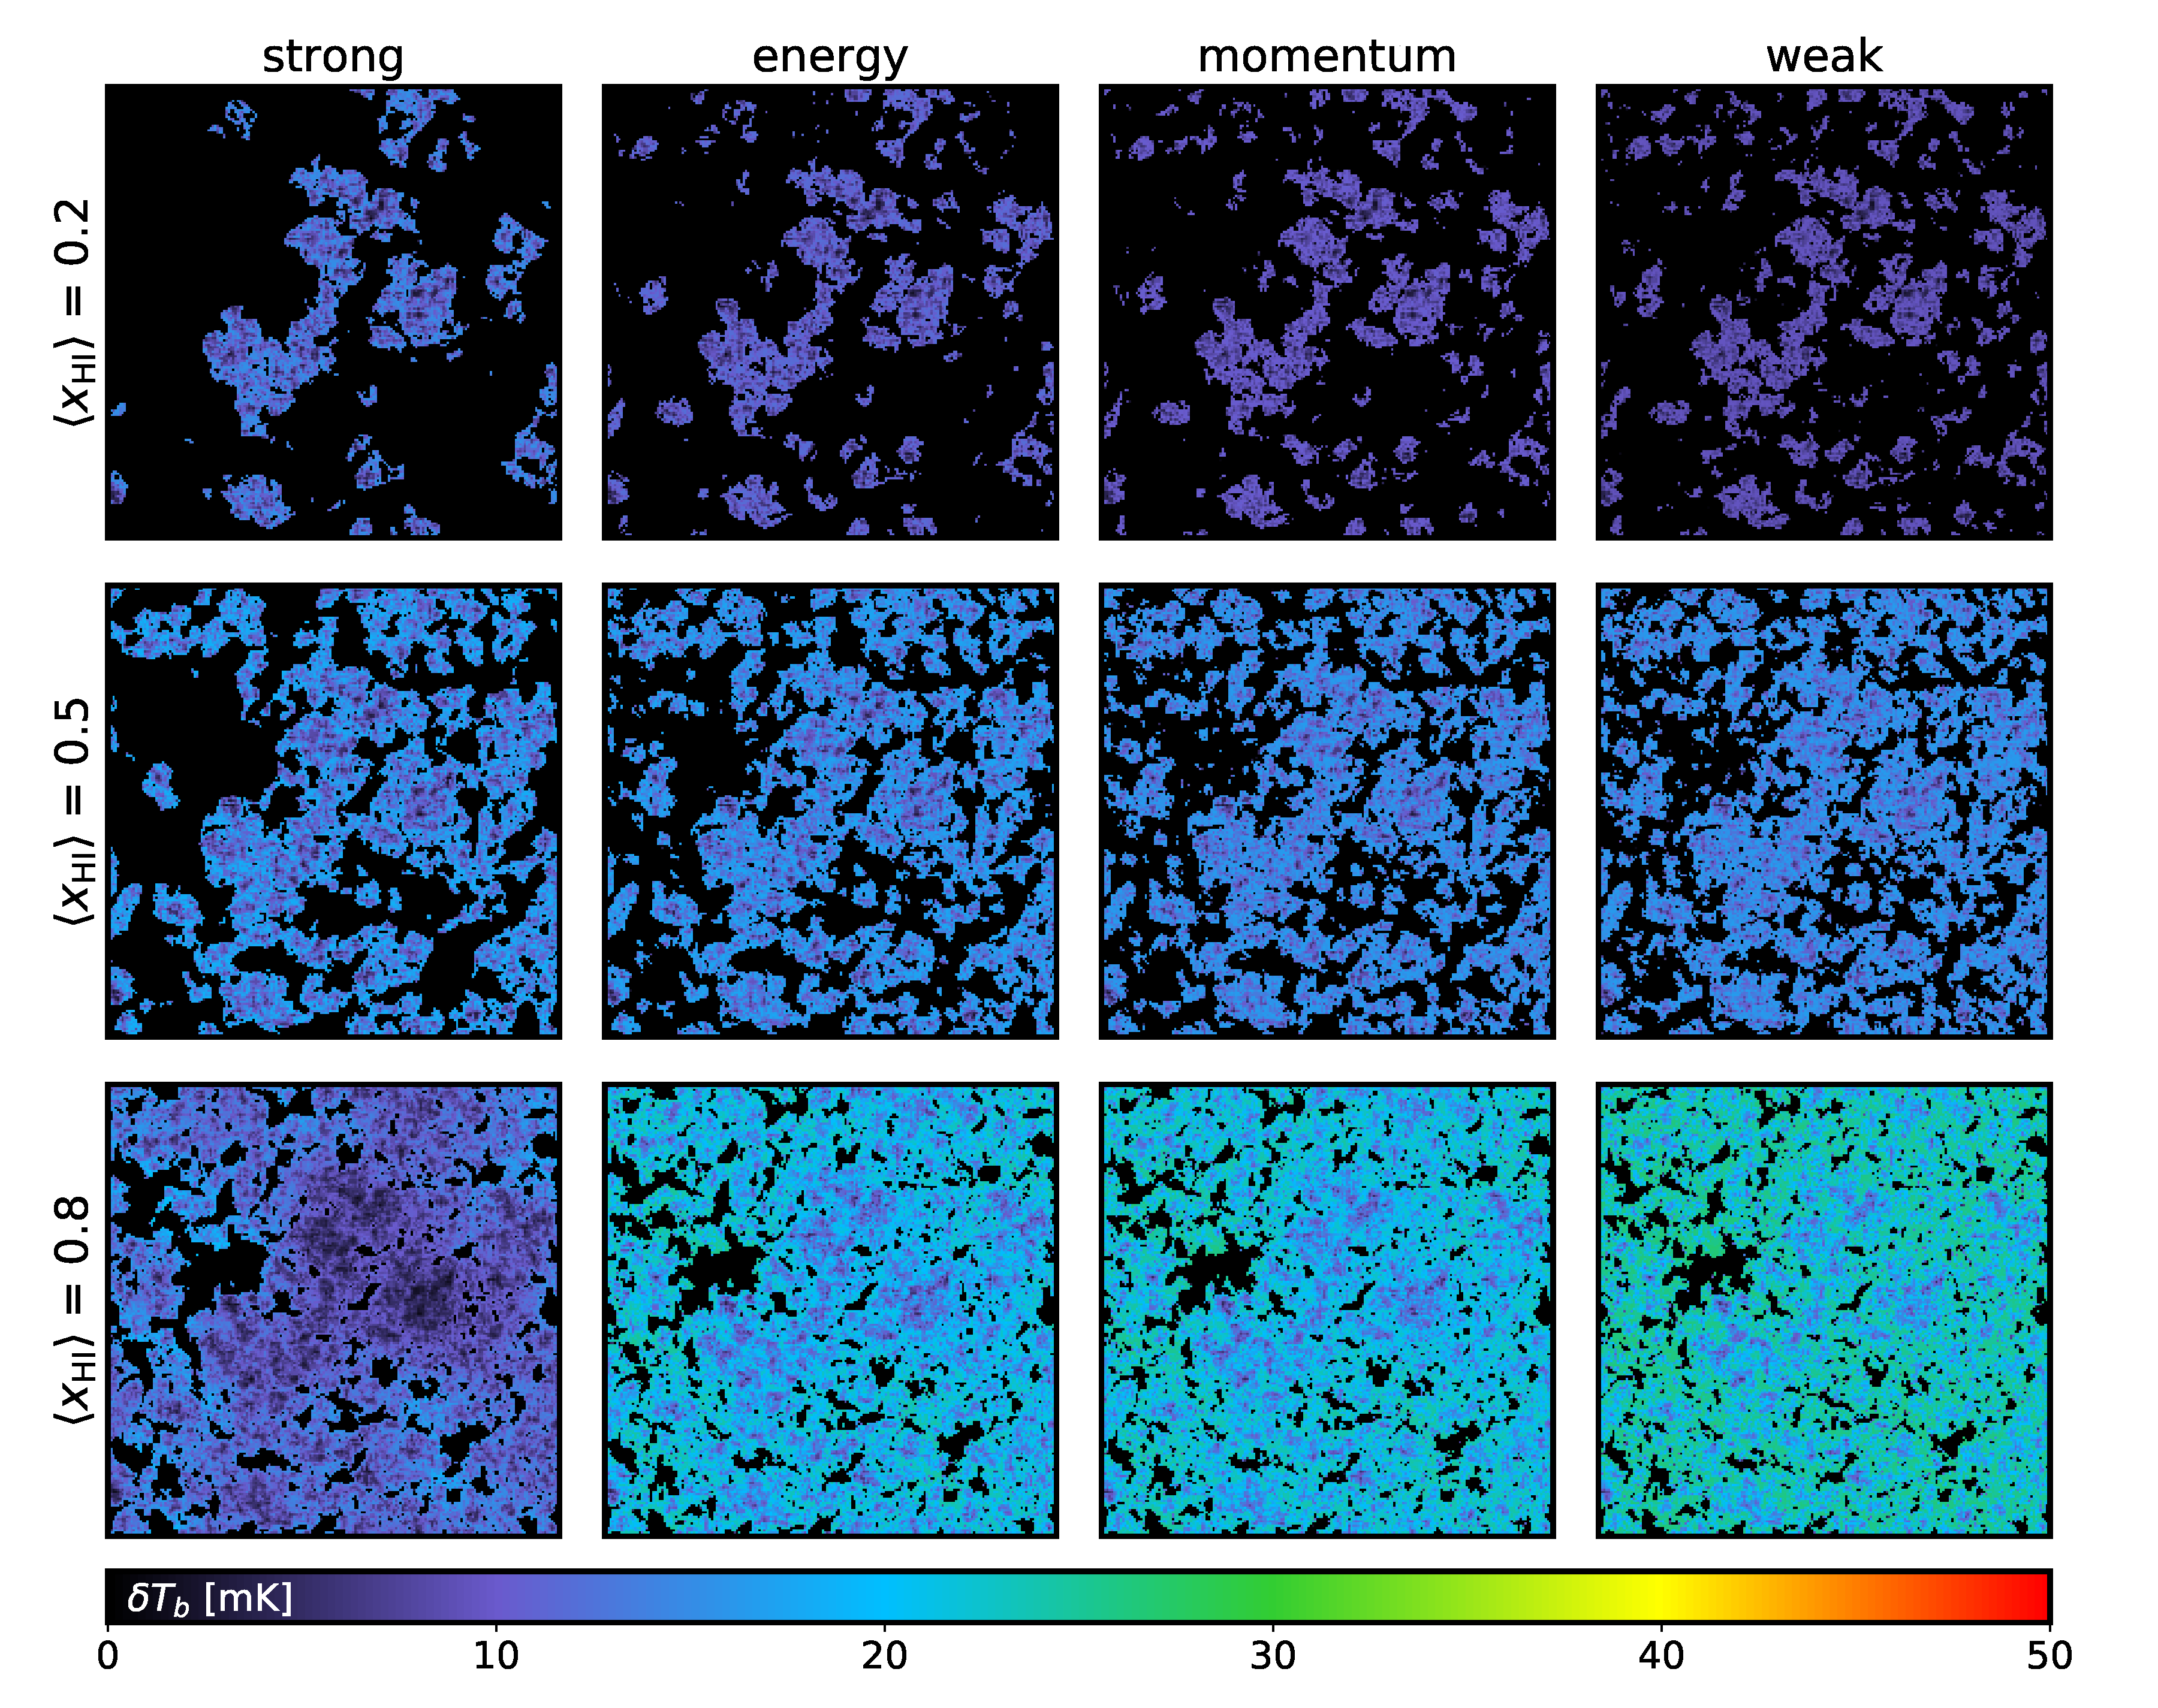 strong energy momentum weak
⟨x_HI⟩ = 0.2
⟨x_HI⟩ = 0.5
⟨x_HI⟩ = 0.8
δT_b [mK]
0 10 20 30 40 50